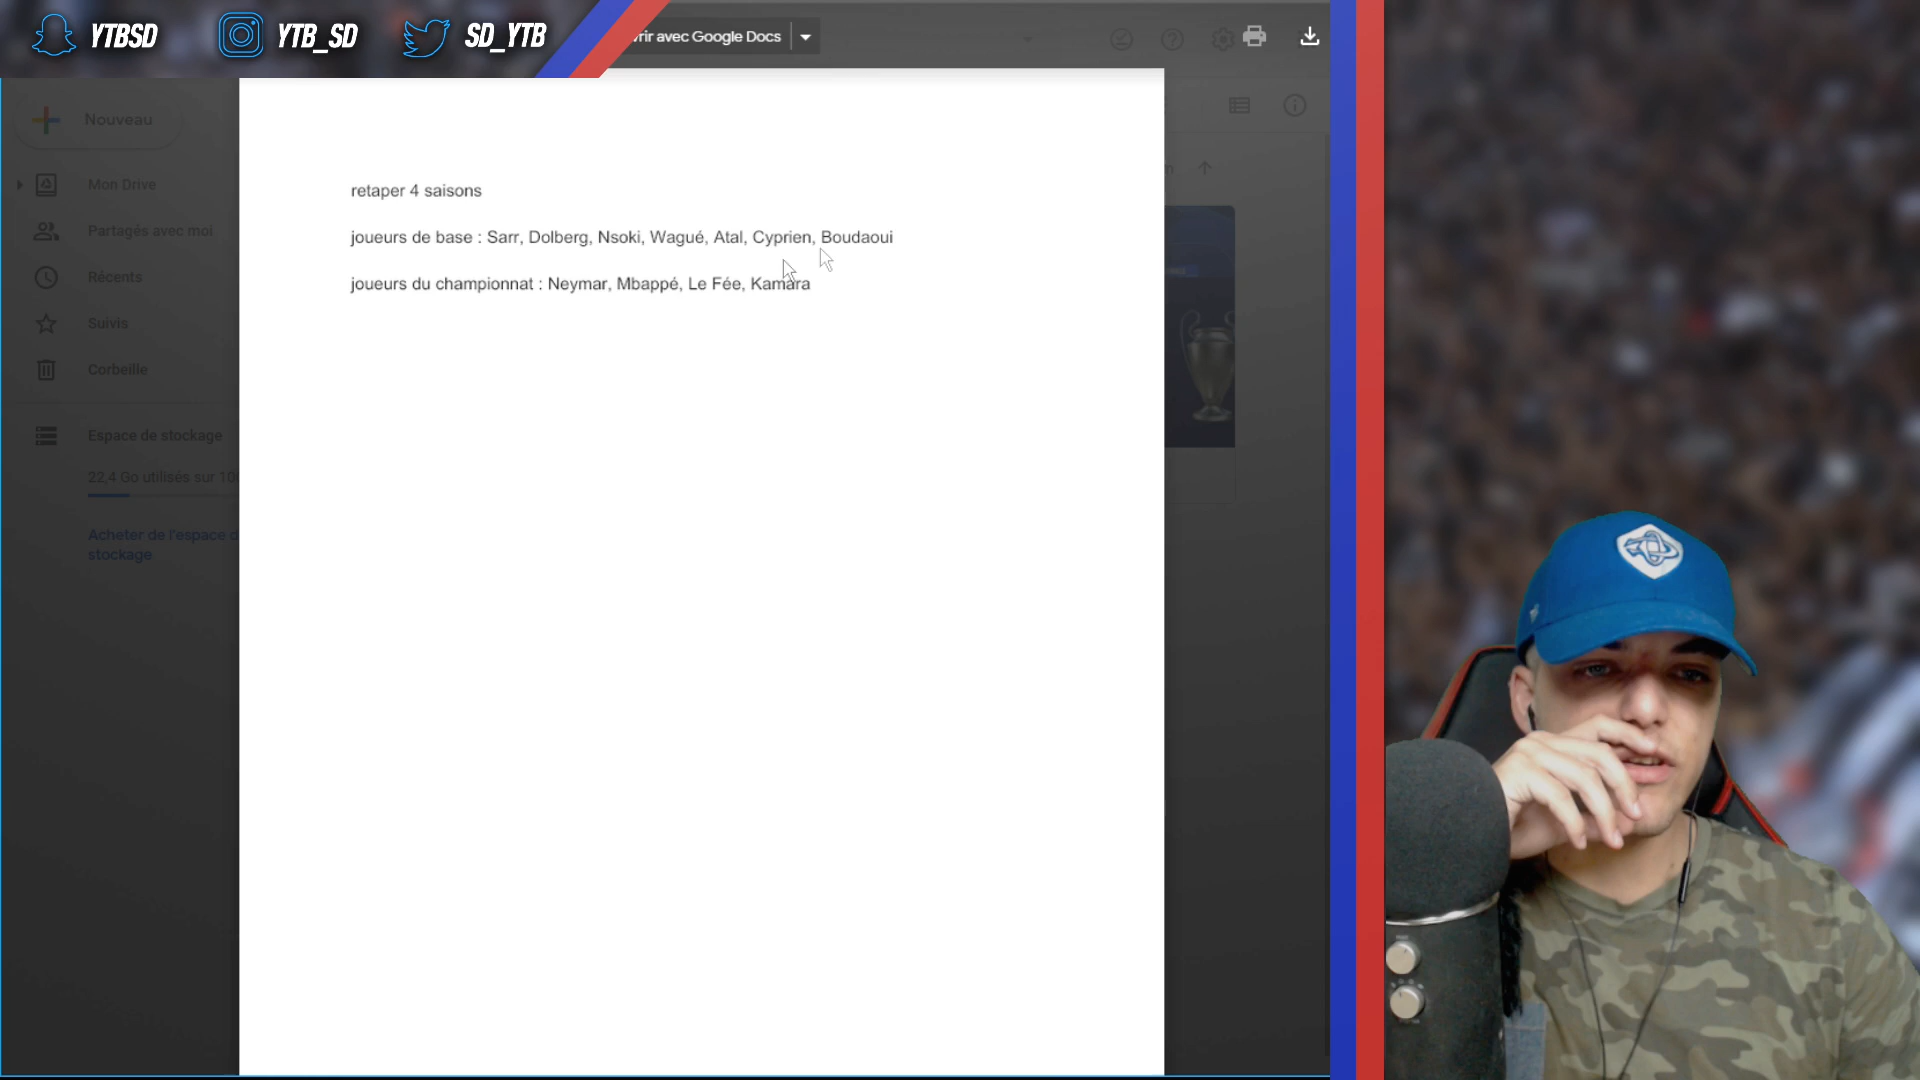 YTBSD YTB_SD SD_YTB
rir avec Google Docs
Nouveau
Mon Drive
Partagés avec moi
Récents
Suivis
Corbeille
Espace de stockage
22,4 Go utilisés sur 10
Acheter de l'espace d
stockage
retaper 4 saisons
joueurs de base : Sarr, Dolberg, Nsoki, Wagué, Atal, Cyprien, Boudaoui
joueurs du championnat : Neymar, Mbappé, Le Fée, Kamara